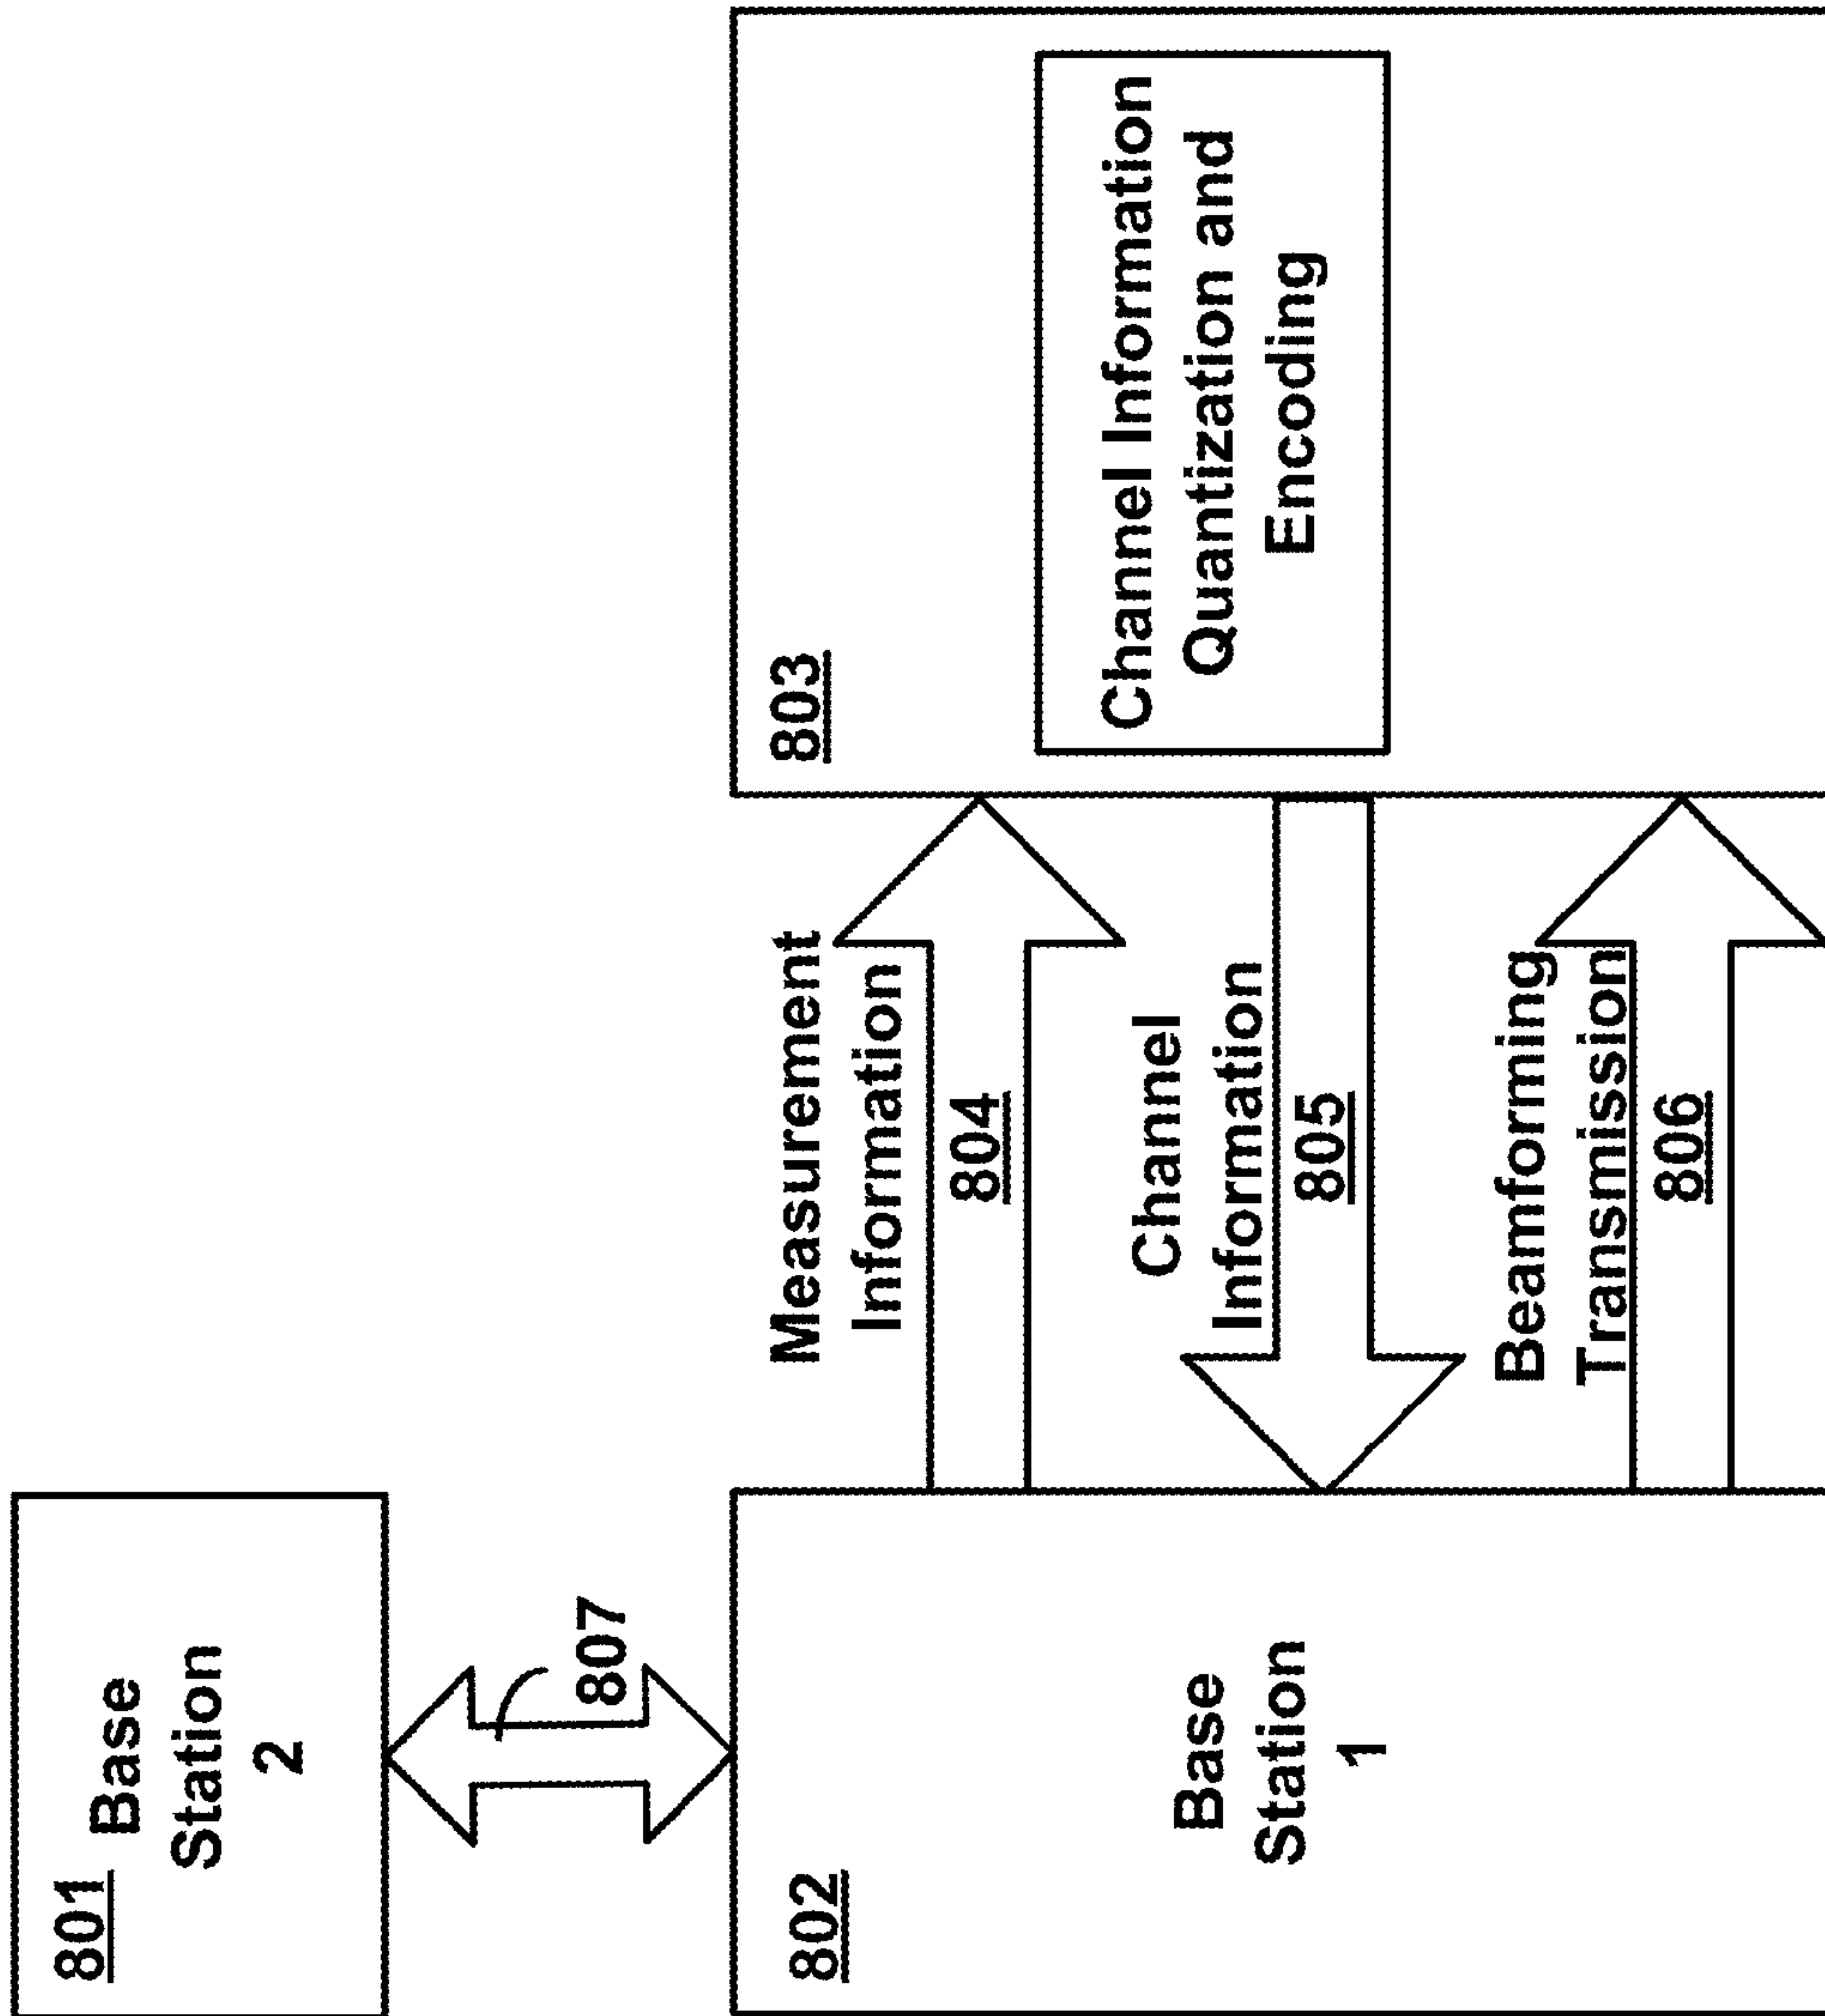 801
Base
Station
2
807
802
Base
Station
1
Measurement
Information
804
Channel
Information
805
Beamforming
Transmission
806
803
Channel Information
Quantization and
Encoding